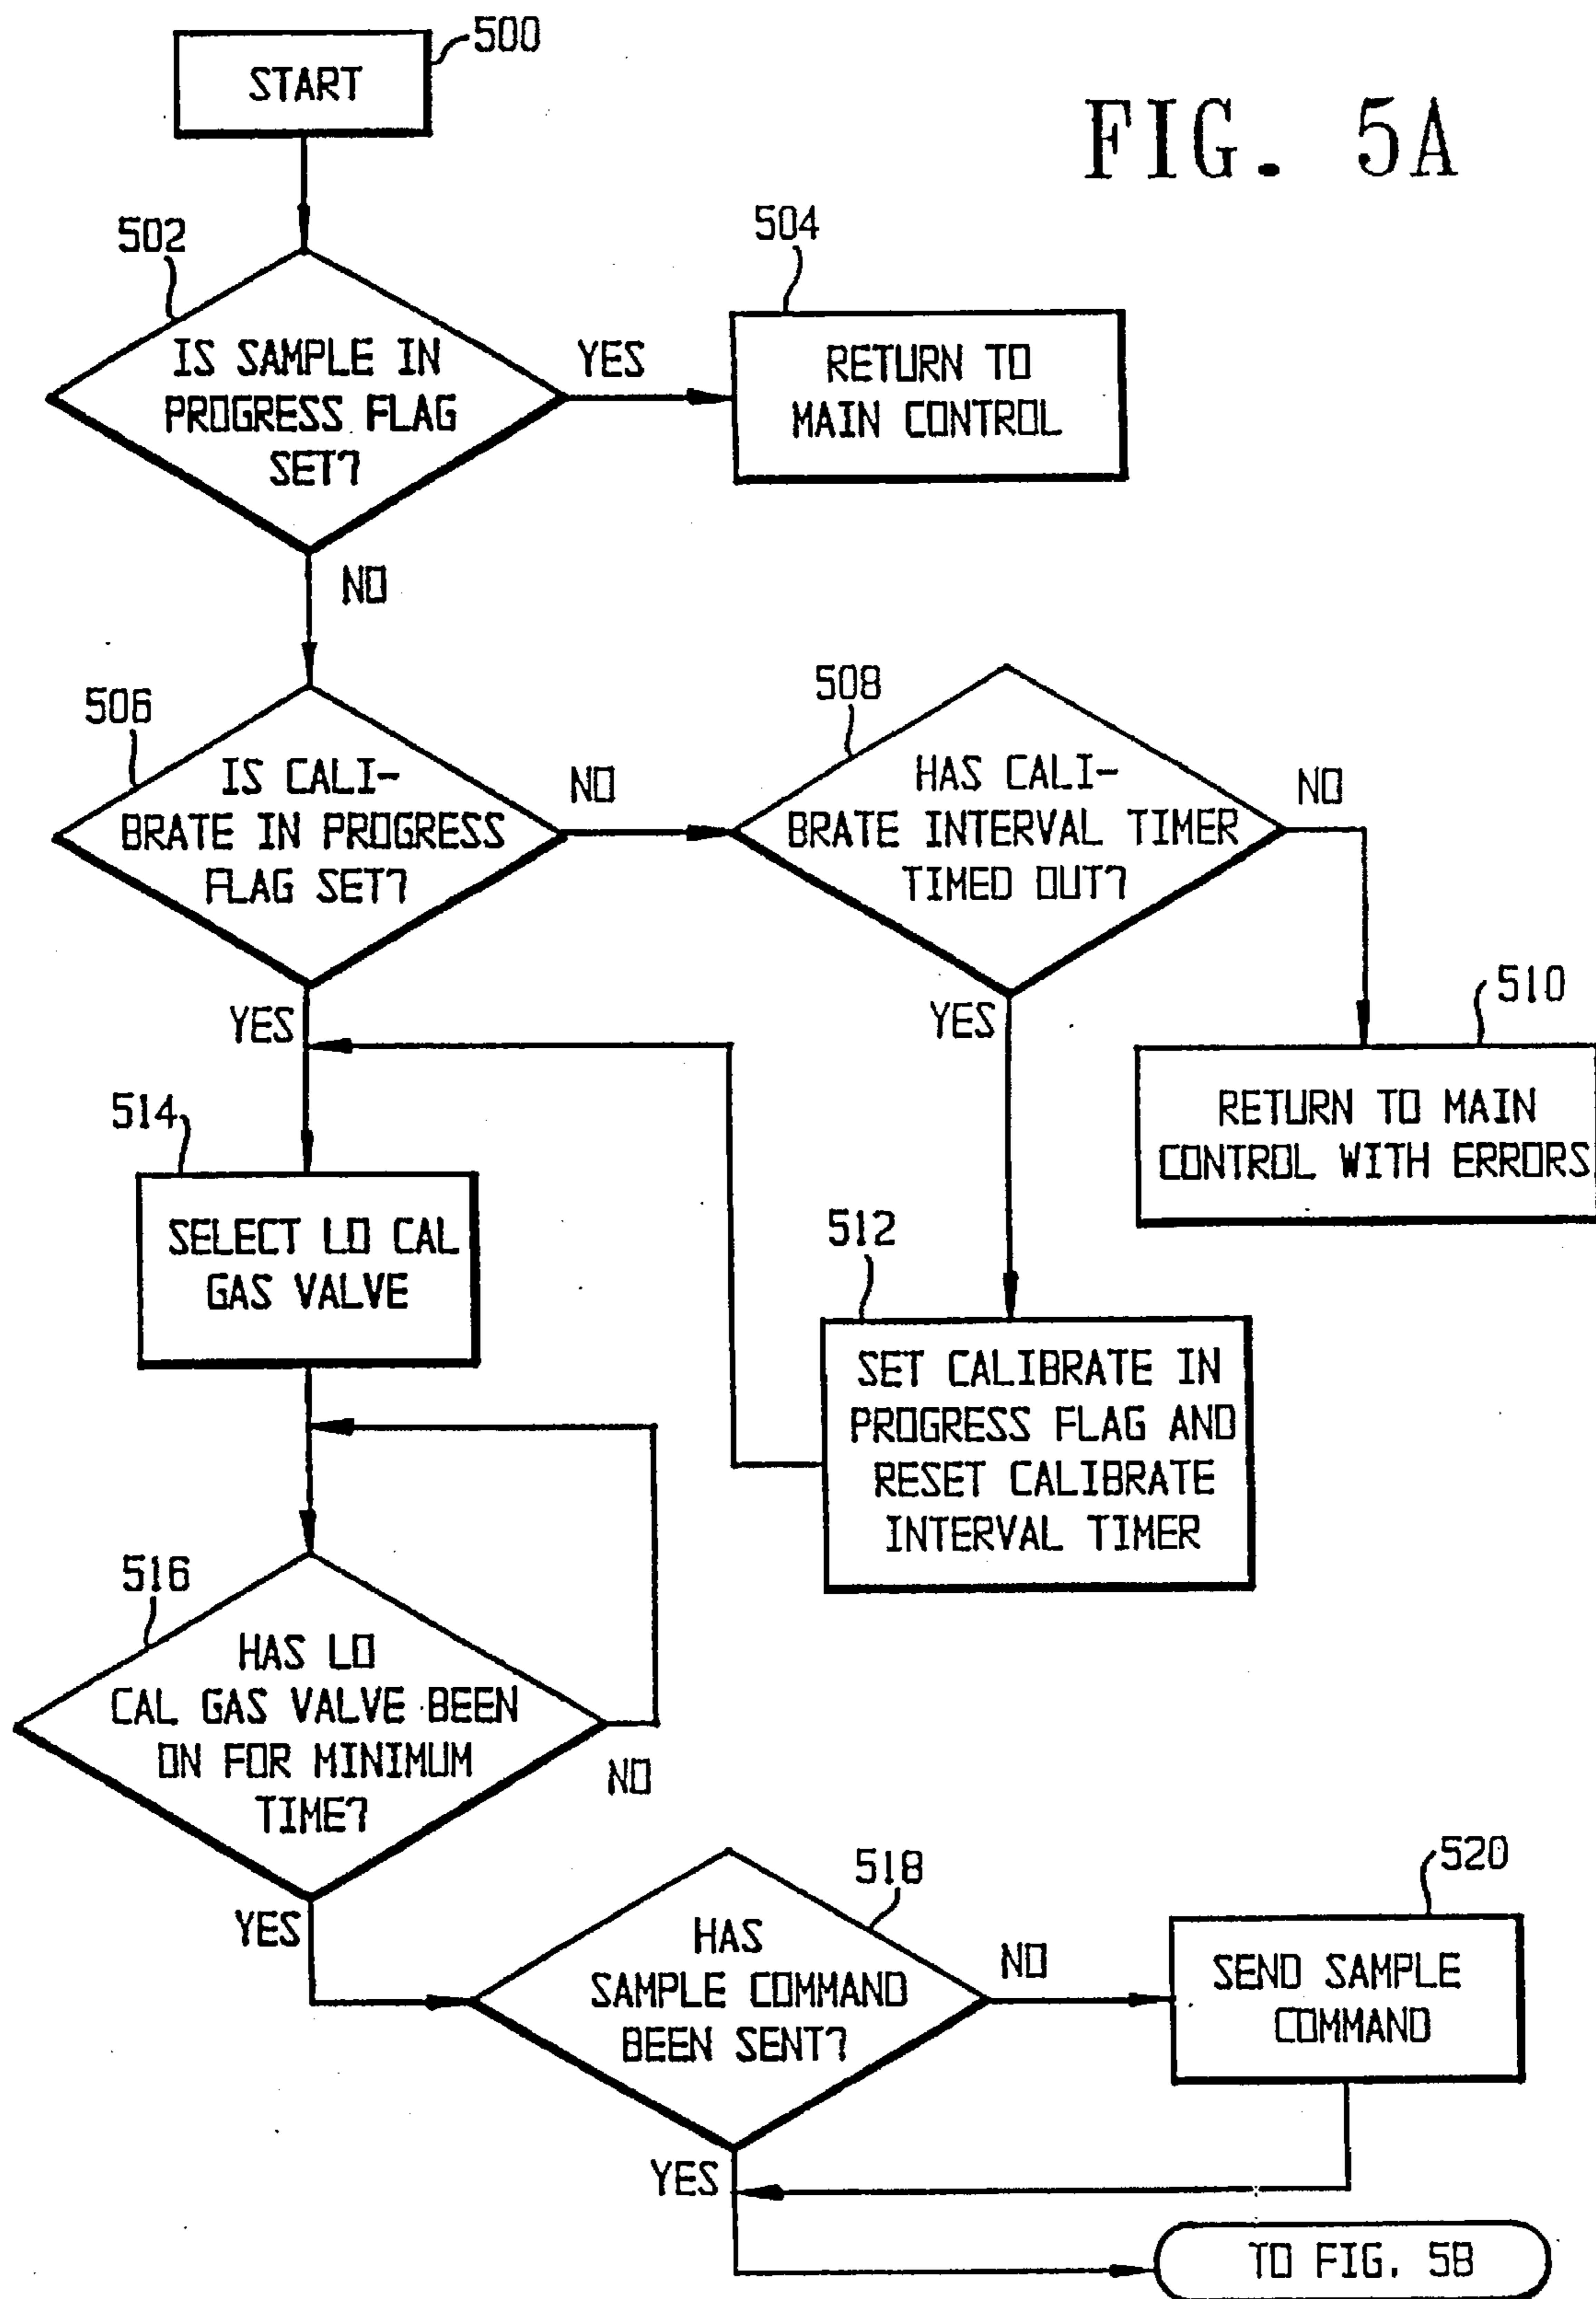 FIG. 5A
500
START
502
IS SAMPLE IN
PROGRESS FLAG
SET?
YES
NO
504
RETURN TO
MAIN CONTROL
506
IS CALI-
BRATE IN PROGRESS
FLAG SET?
NO
YES
508
HAS CALI-
BRATE INTERVAL TIMER
TIMED OUT?
NO
YES
510
RETURN TO MAIN
CONTROL WITH ERRORS
512
SET CALIBRATE IN
PROGRESS FLAG AND
RESET CALIBRATE
INTERVAL TIMER
514
SELECT LO CAL
GAS VALVE
516
HAS LO
CAL GAS VALVE BEEN
ON FOR MINIMUM
TIME?
NO
YES
518
HAS
SAMPLE COMMAND
BEEN SENT?
NO
YES
520
SEND SAMPLE
COMMAND
TO FIG. 5B